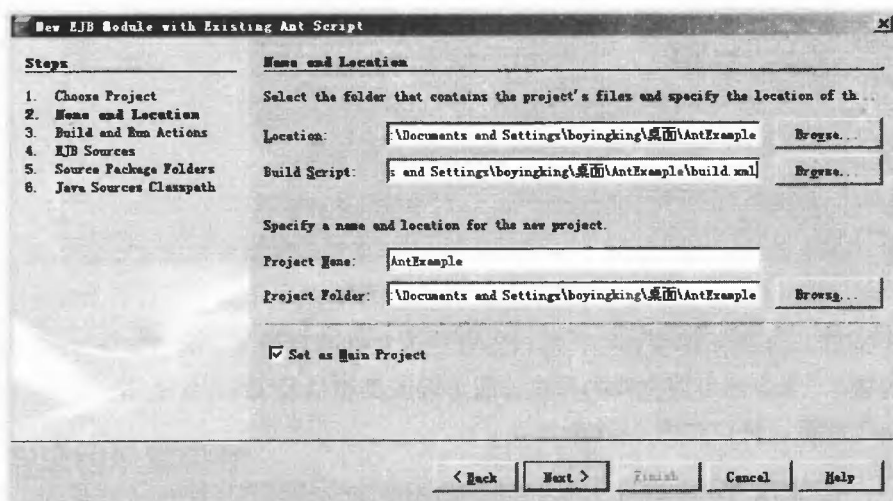 New EJB Module with Existing Ant Script
Steps
1. Choose Project
2. Name and Location
3. Build and Run Actions
4. EJB Sources
5. Source Package Folders
6. Java Sources Classpath
Name and Location
Select the folder that contains the project's files and specify the location of th...
Location: :\Documents and Settings\boyingking\桌面\AntExample Browse...
Build Script: s and Settings\boyingking\桌面\AntExample\build.xml Browse...
Specify a name and location for the new project.
Project Name: AntExample
Project Folder: :\Documents and Settings\boyingking\桌面\AntExample Browse...
Set as Main Project
< Back Next > Finish Cancel Help